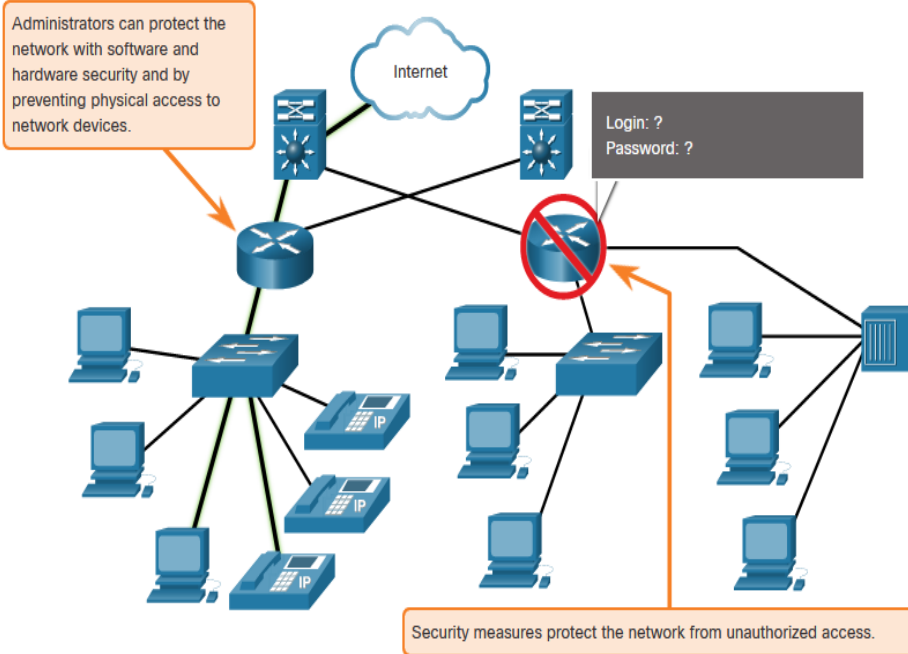 Administrators can protect the
network with software and
hardware security and by
preventing physical access to
network devices.
Internet
Login: ?
Password: ?
IP
IP
IP
Security measures protect the network from unauthorized access.